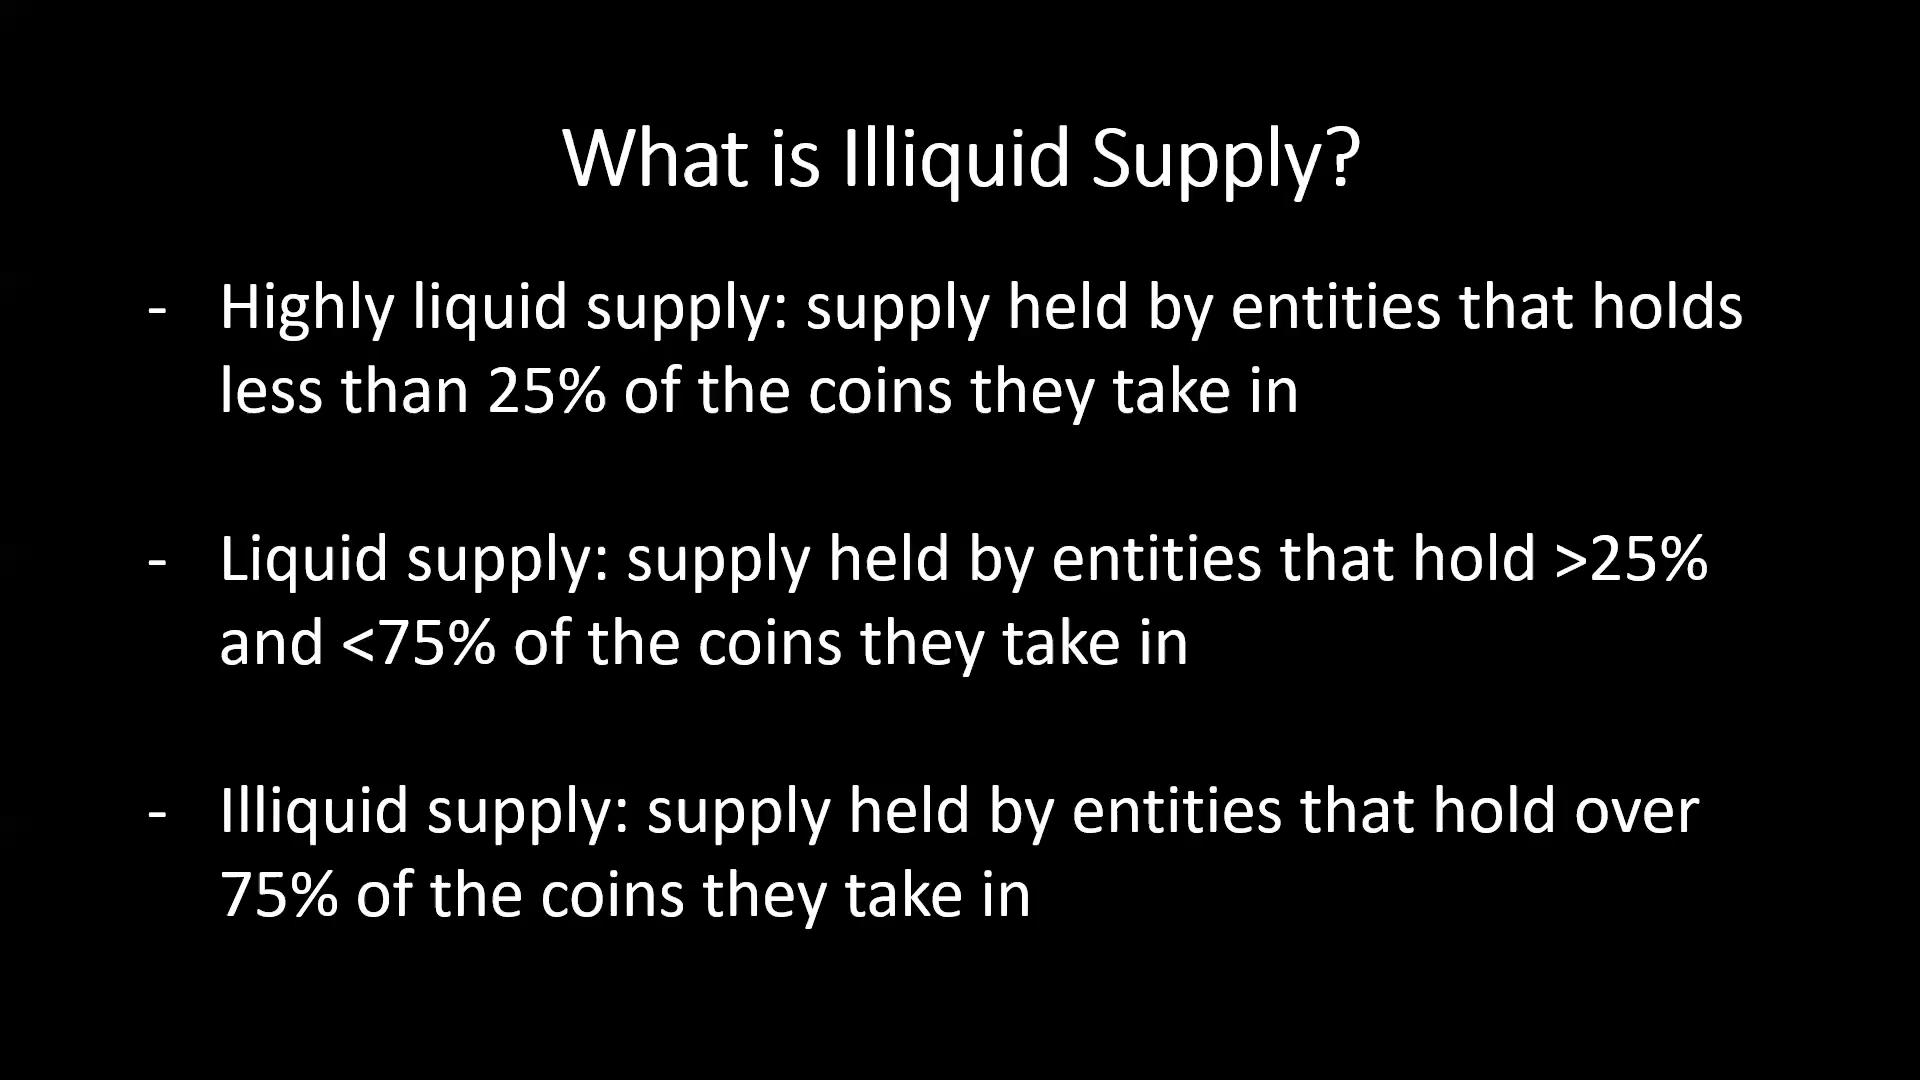 What is Illiquid Supply?
- Highly liquid supply: supply held by entities that holds
less than 25% of the coins they take in
- Liquid supply: supply held by entities that hold >25%
and <75% of the coins they take in
- Illiquid supply: supply held by entities that hold over
75% of the coins they take in